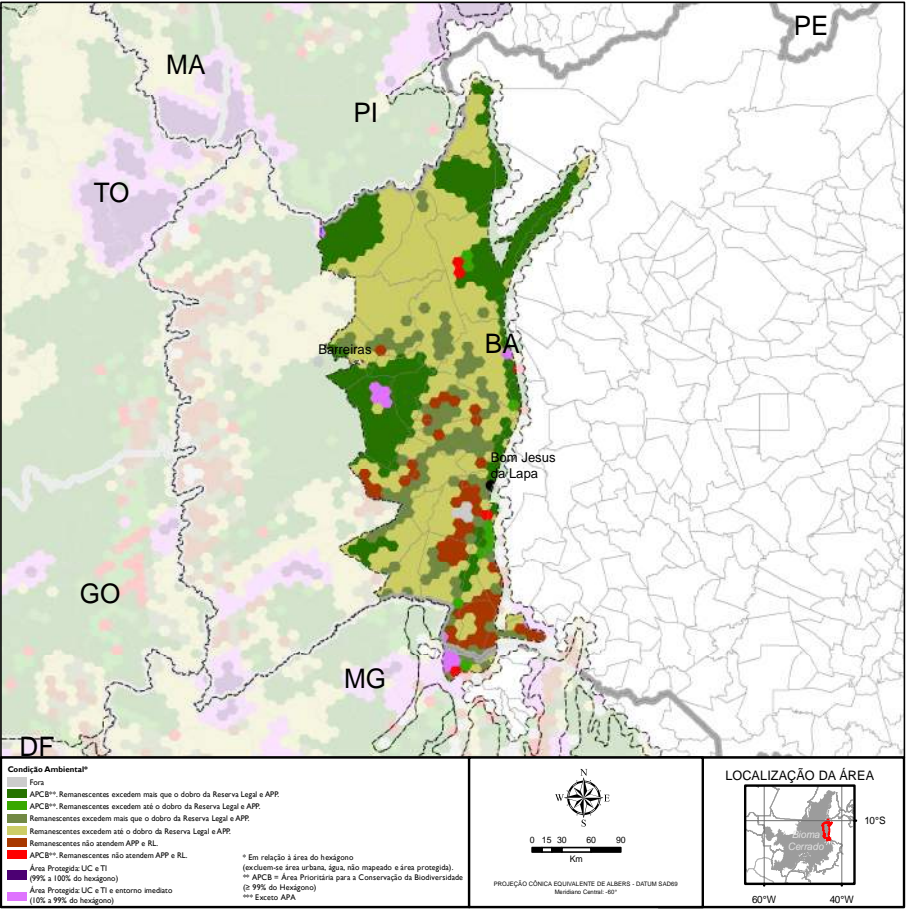 PE
MA
PI
TO
BA
Barreiras
Bom Jesus
da Lapa
GO
MG
DF
Condição Ambiental*
Fora
APCB**. Remanescentes excedem mais que o dobro da Reserva Legal e APP.
APCB**. Remanescentes excedem até o dobro da Reserva Legal e APP.
Remanescentes excedem mais que o dobro da Reserva Legal e APP.
Remanescentes excedem até o dobro da Reserva Legal e APP.
Remanescentes não atendem APP e RL.
APCB**. Remanescentes não atendem APP e RL.
Área Protegida: UC e TI
(99% a 100% do hexágono)
Área Protegida: UC e TI e entorno imediato
(10% a 99% do hexágono)
* Em relação à área do hexágono
(excluem-se área urbana, água, não mapeado e área protegida).
** APCB = Área Prioritária para a Conservação da Biodiversidade
(≥ 99% do Hexágono)
*** Exceto APA
N
W E
S
0 15 30 60 90
Km
PROJEÇÃO CÔNICA EQUIVALENTE DE ALBERS - DATUM SAD69
Meridiano Central: -60°
LOCALIZAÇÃO DA ÁREA
10°S
Bioma
Cerrado
60°W 40°W